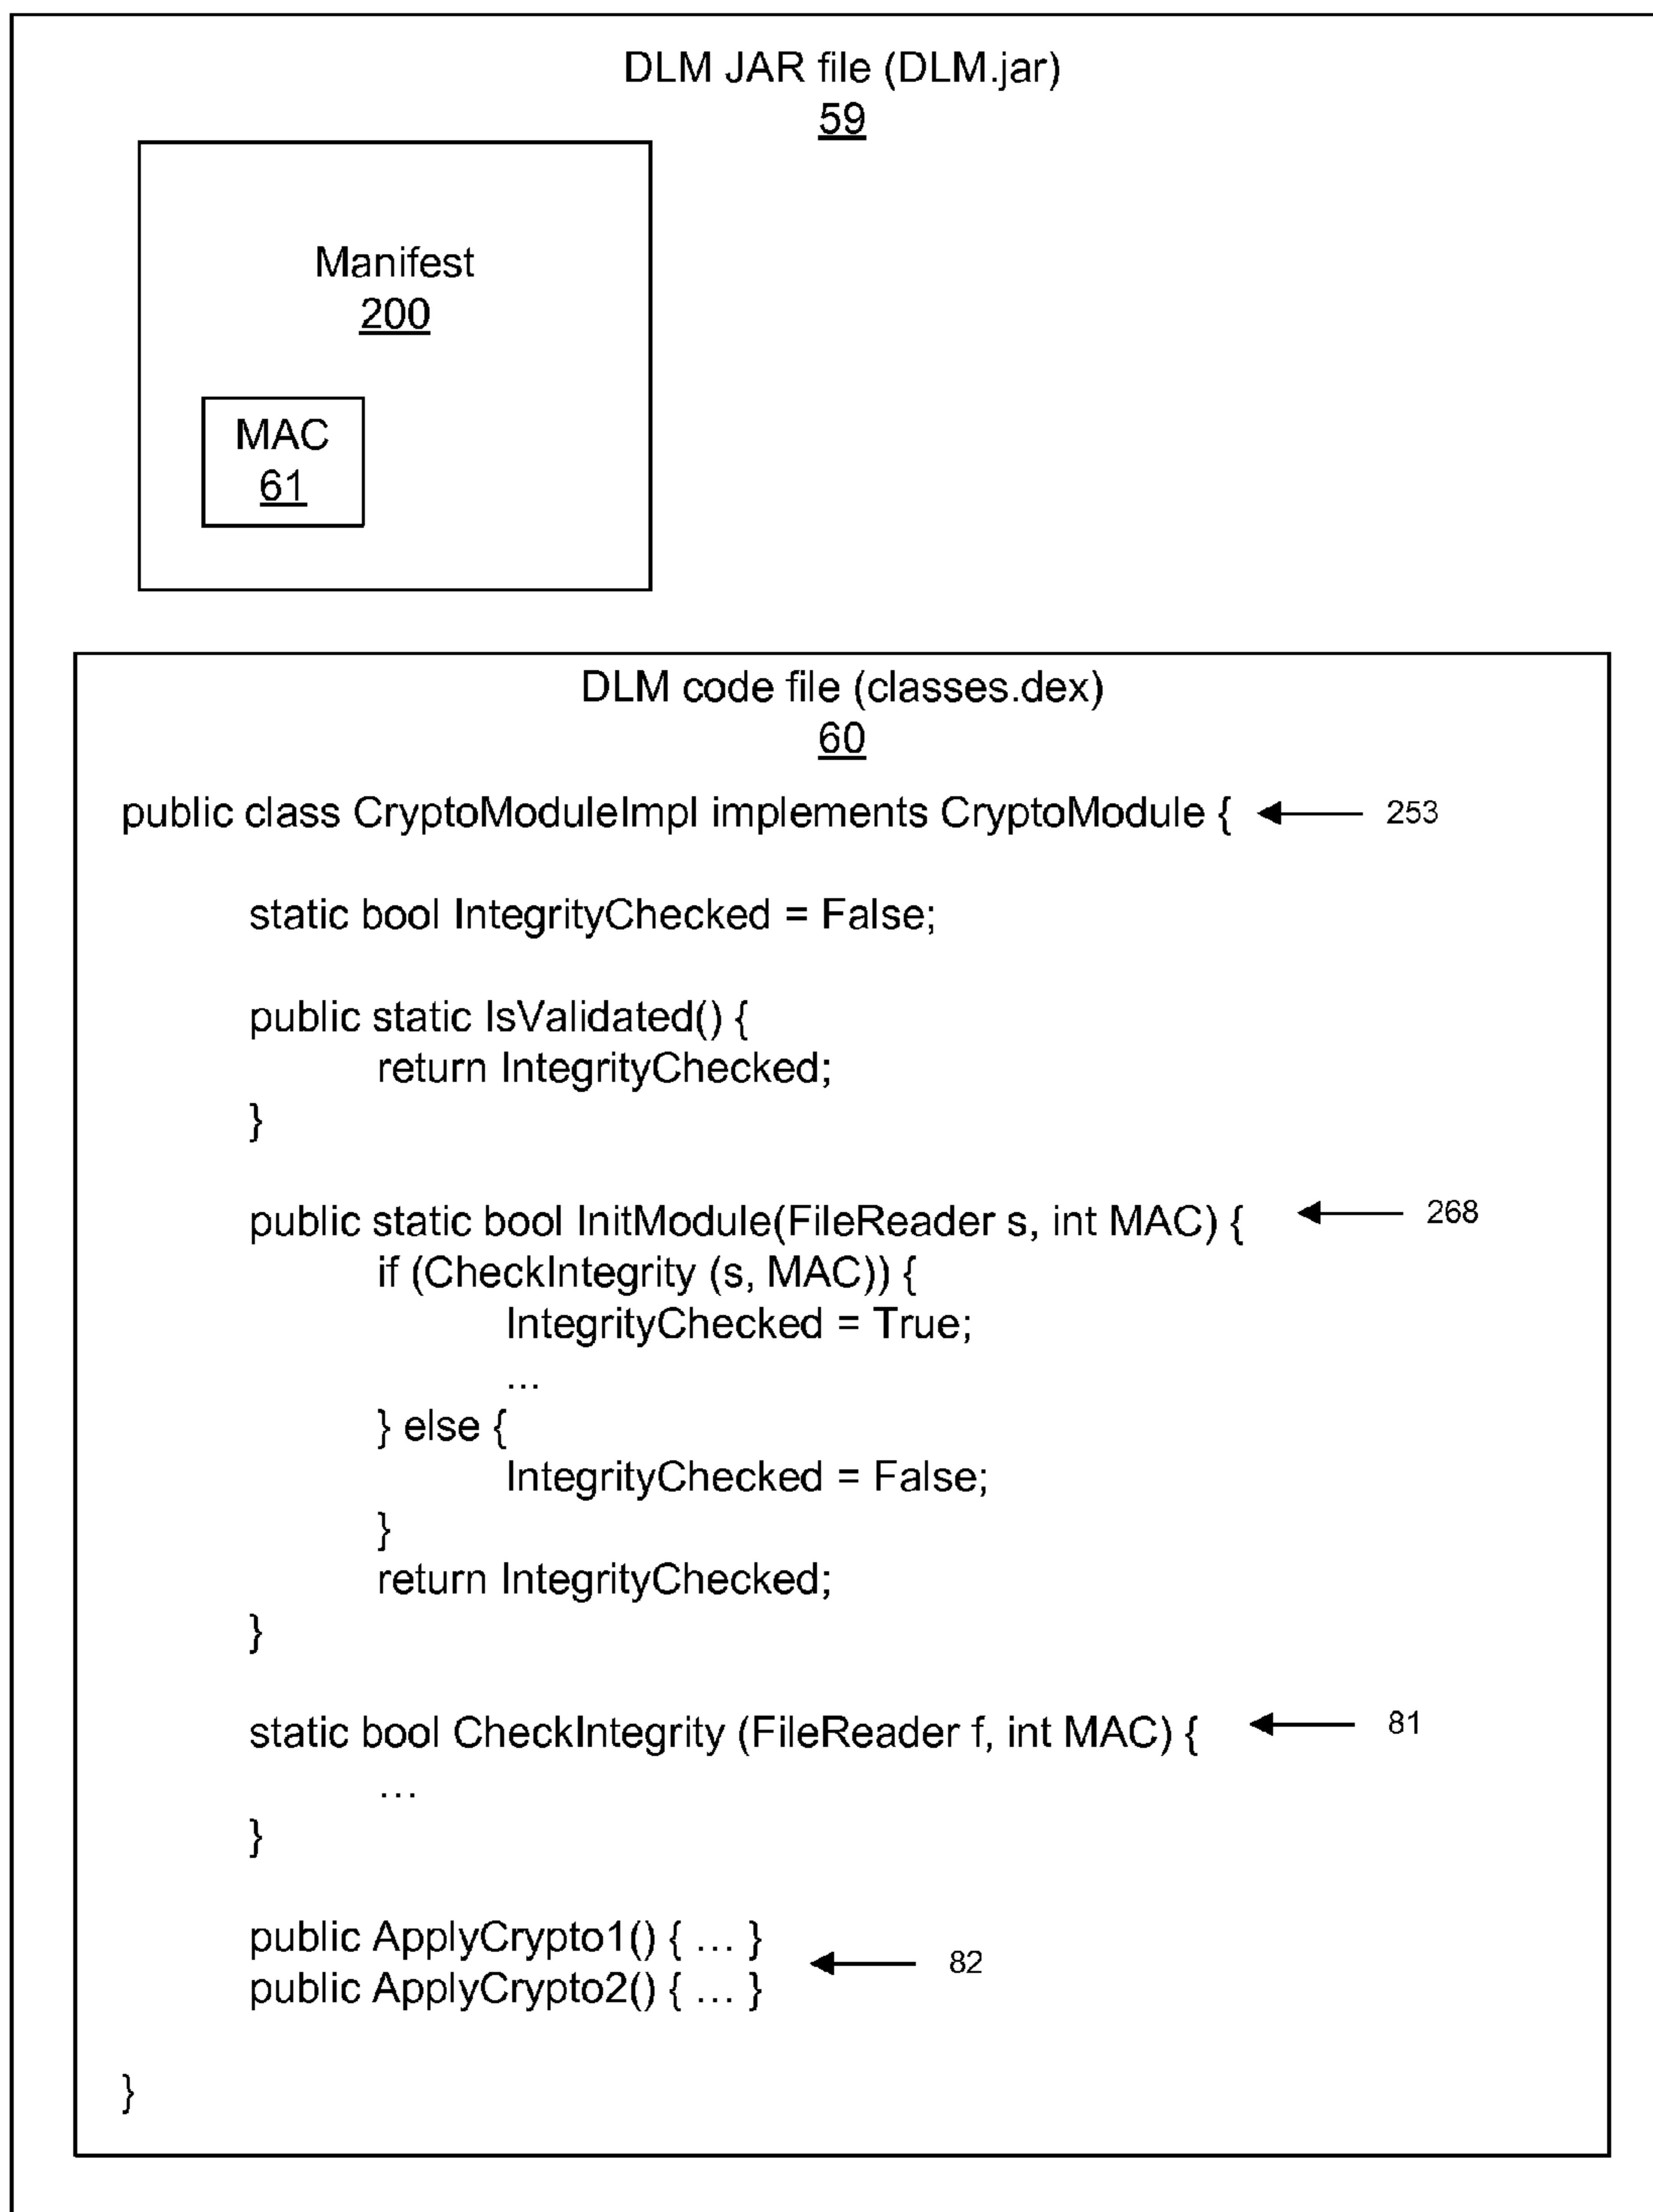 DLM JAR file (DLM.jar)
59
Manifest
200
MAC
61
DLM code file (classes.dex)
60
public class CryptoModuleImpl implements CryptoModule { 253
static bool IntegrityChecked = False;
public static IsValidated() {
return IntegrityChecked;
}
public static bool InitModule(FileReader s, int MAC) { 268
if (CheckIntegrity (s, MAC)) {
IntegrityChecked = True;
...
} else {
IntegrityChecked = False;
}
return IntegrityChecked;
}
static bool CheckIntegrity (FileReader f, int MAC) { 81
...
}
public ApplyCrypto1() { ... }
82
public ApplyCrypto2() { ... }
}